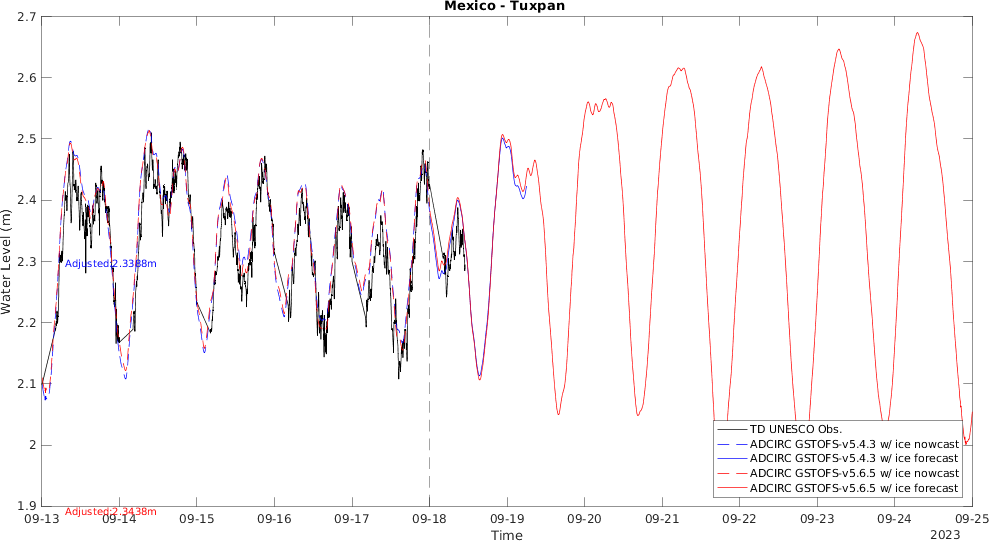 Mexico - Tuxpan
2.7
2.6
2.5
2.4
2.3
2.2
2.1
2
1.9
Water Level (m)
Adjusted:2.3388m
Adjusted:2.3438m
TD UNESCO Obs.
ADCIRC GSTOFS-v5.4.3 w/ ice nowcast
ADCIRC GSTOFS-v5.4.3 w/ ice forecast
ADCIRC GSTOFS-v5.6.5 w/ ice nowcast
ADCIRC GSTOFS-v5.6.5 w/ ice forecast
09-13 09-14 09-15 09-16 09-17 09-18 09-19 09-20 09-21 09-22 09-23 09-24 09-25
Time
2023